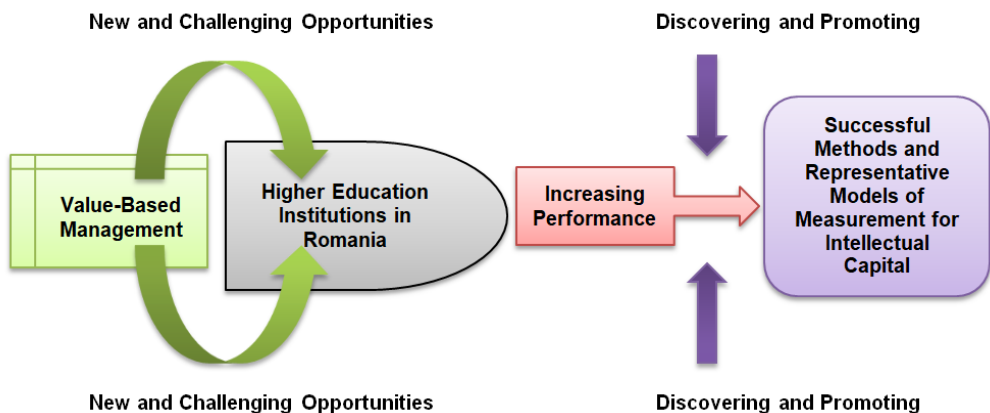 New and Challenging Opportunities
Discovering and Promoting
Value-Based
Management
Higher Education
Institutions in
Romania
Increasing
Performance
Successful
Methods and
Representative
Models of
Measurement for
Intellectual
Capital
New and Challenging Opportunities
Discovering and Promoting